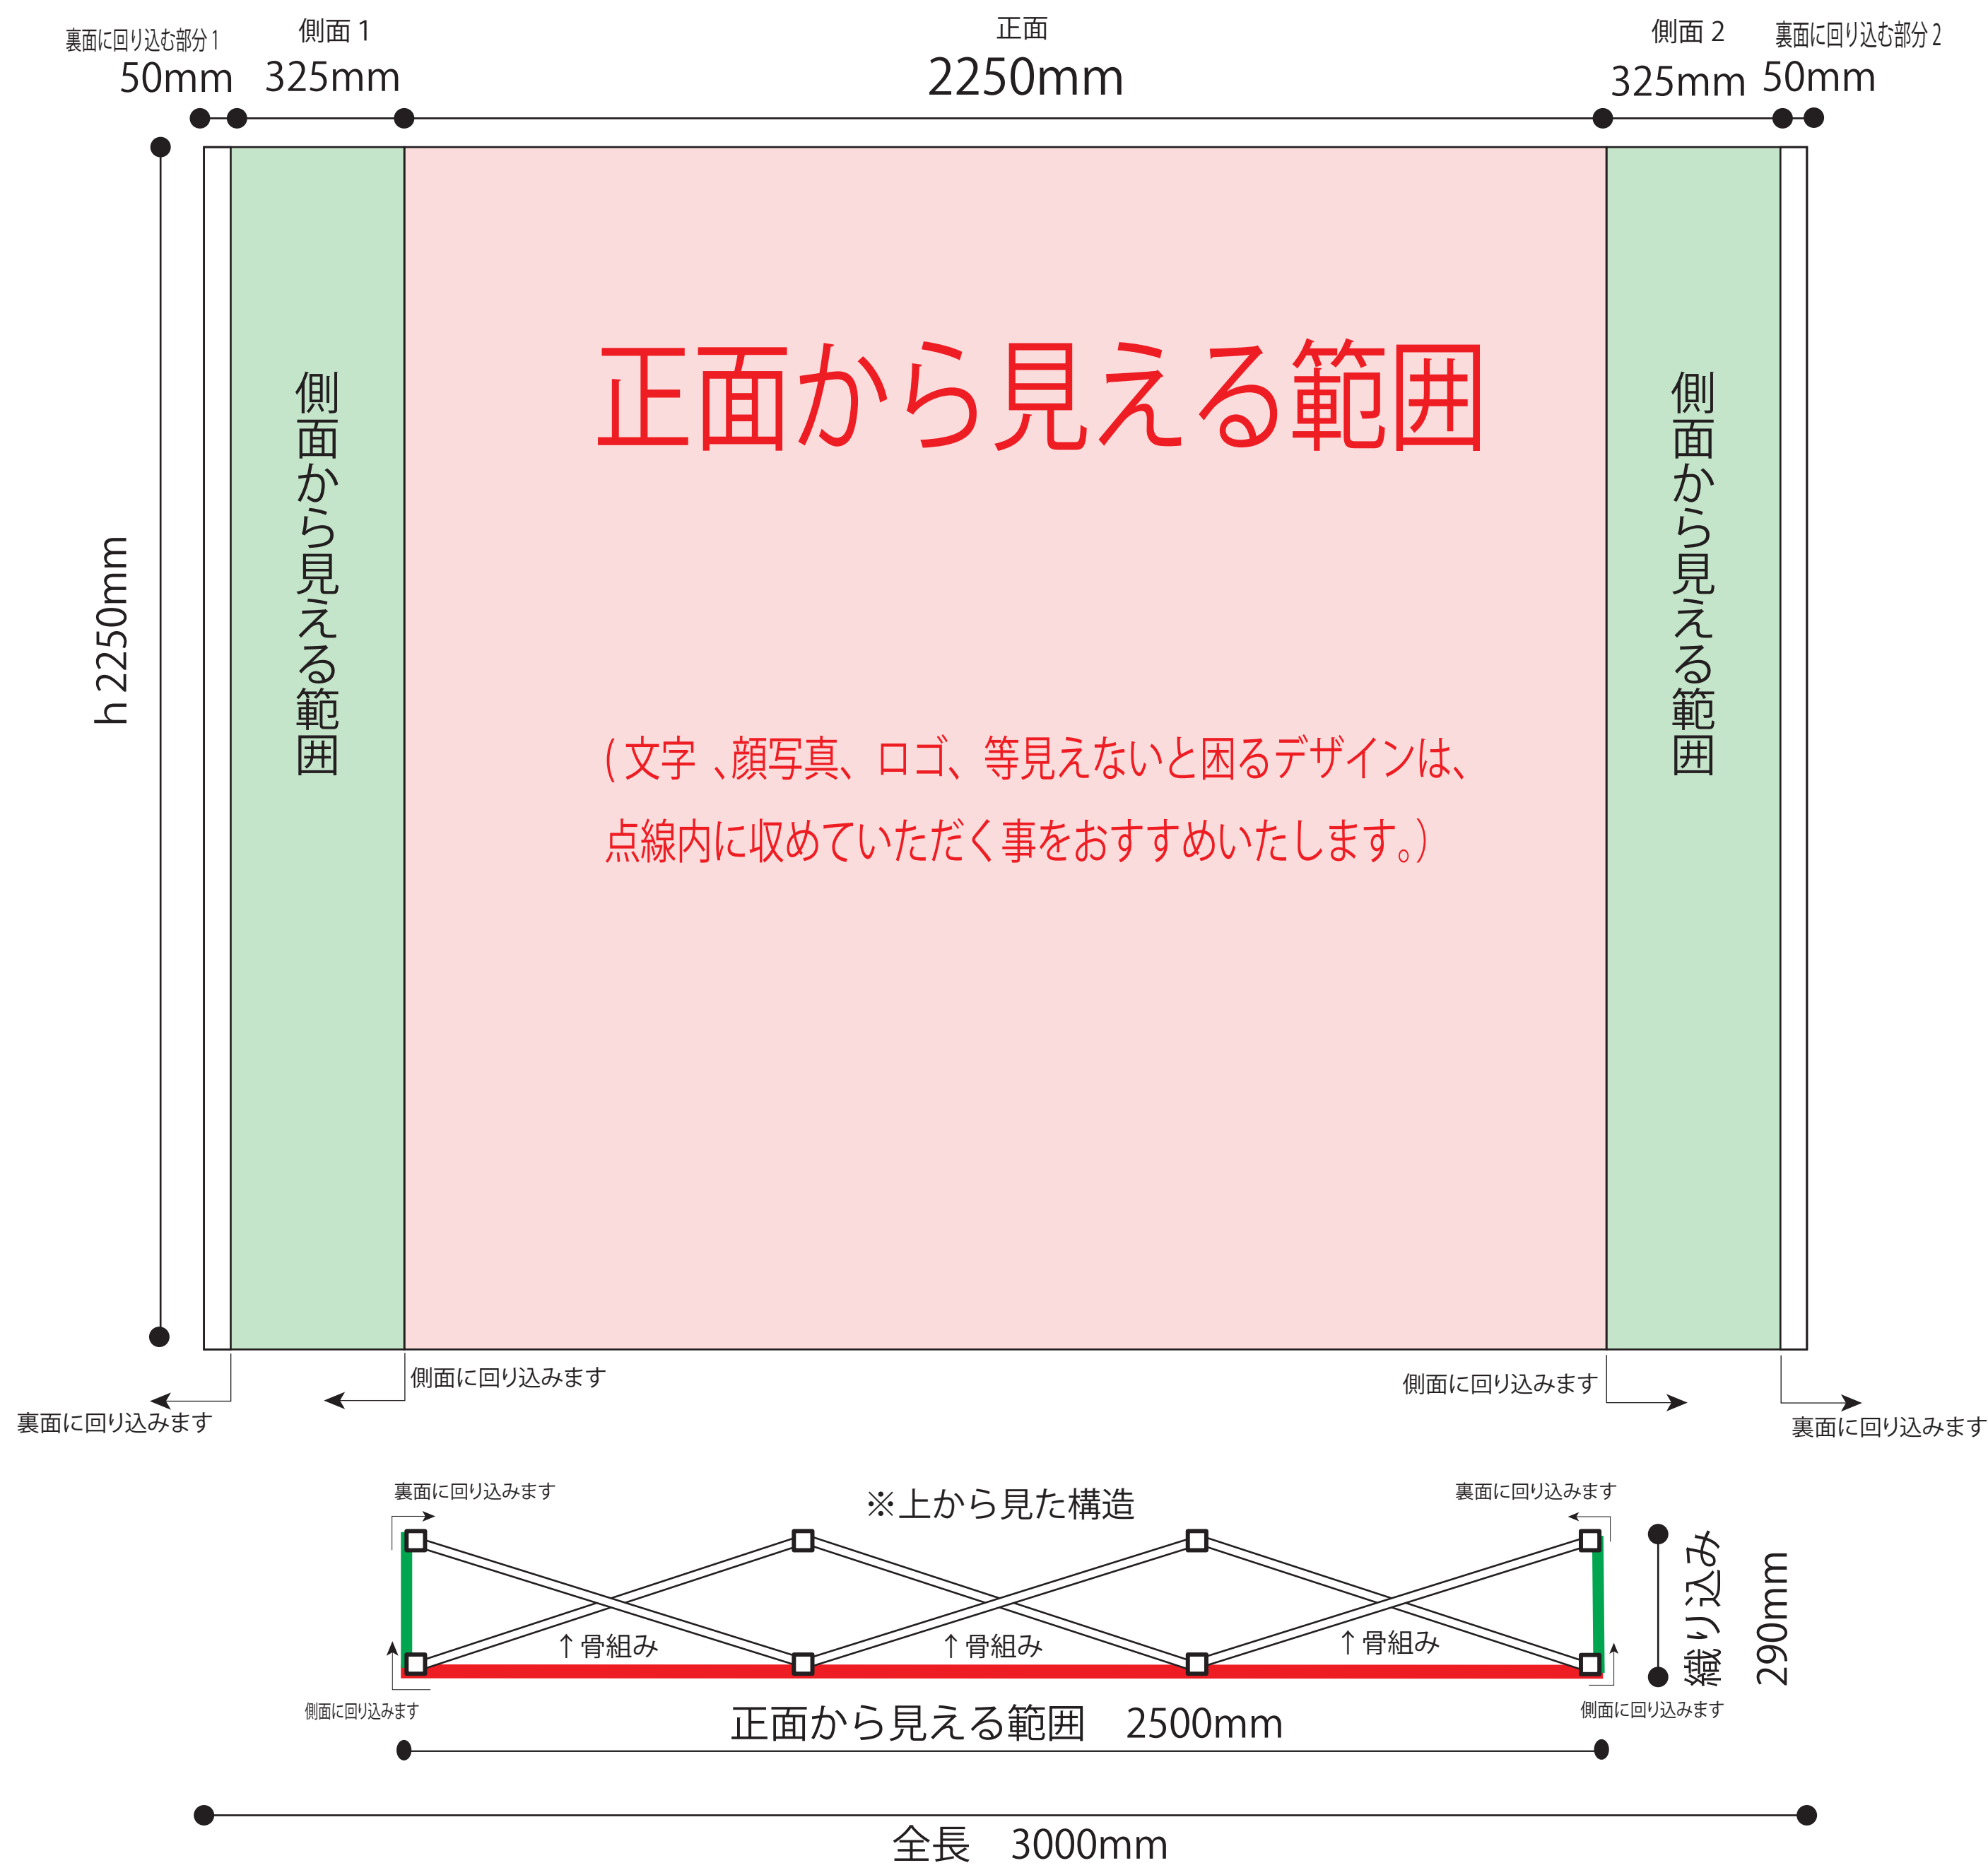 裏面に回り込む部分 1
50mm
側面 1
325mm
正面
2250mm
側面 2
325mm
裏面に回り込む部分 2
50mm
h 2250mm
側面から見える範囲
正面から見える範囲
(文字 、顔写真、ロゴ、等見えないと困るデザインは、
点線内に収めていただく事をおすすめいたします。)
側面から見える範囲
裏面に回り込みます
側面に回り込みます
側面に回り込みます
裏面に回り込みます
裏面に回り込みます
※上から見た構造
裏面に回り込みます
↑骨組み
↑骨組み
↑骨組み
織り込み
290mm
側面に回り込みます
正面から見える範囲 2500mm
側面に回り込みます
全長 3000mm